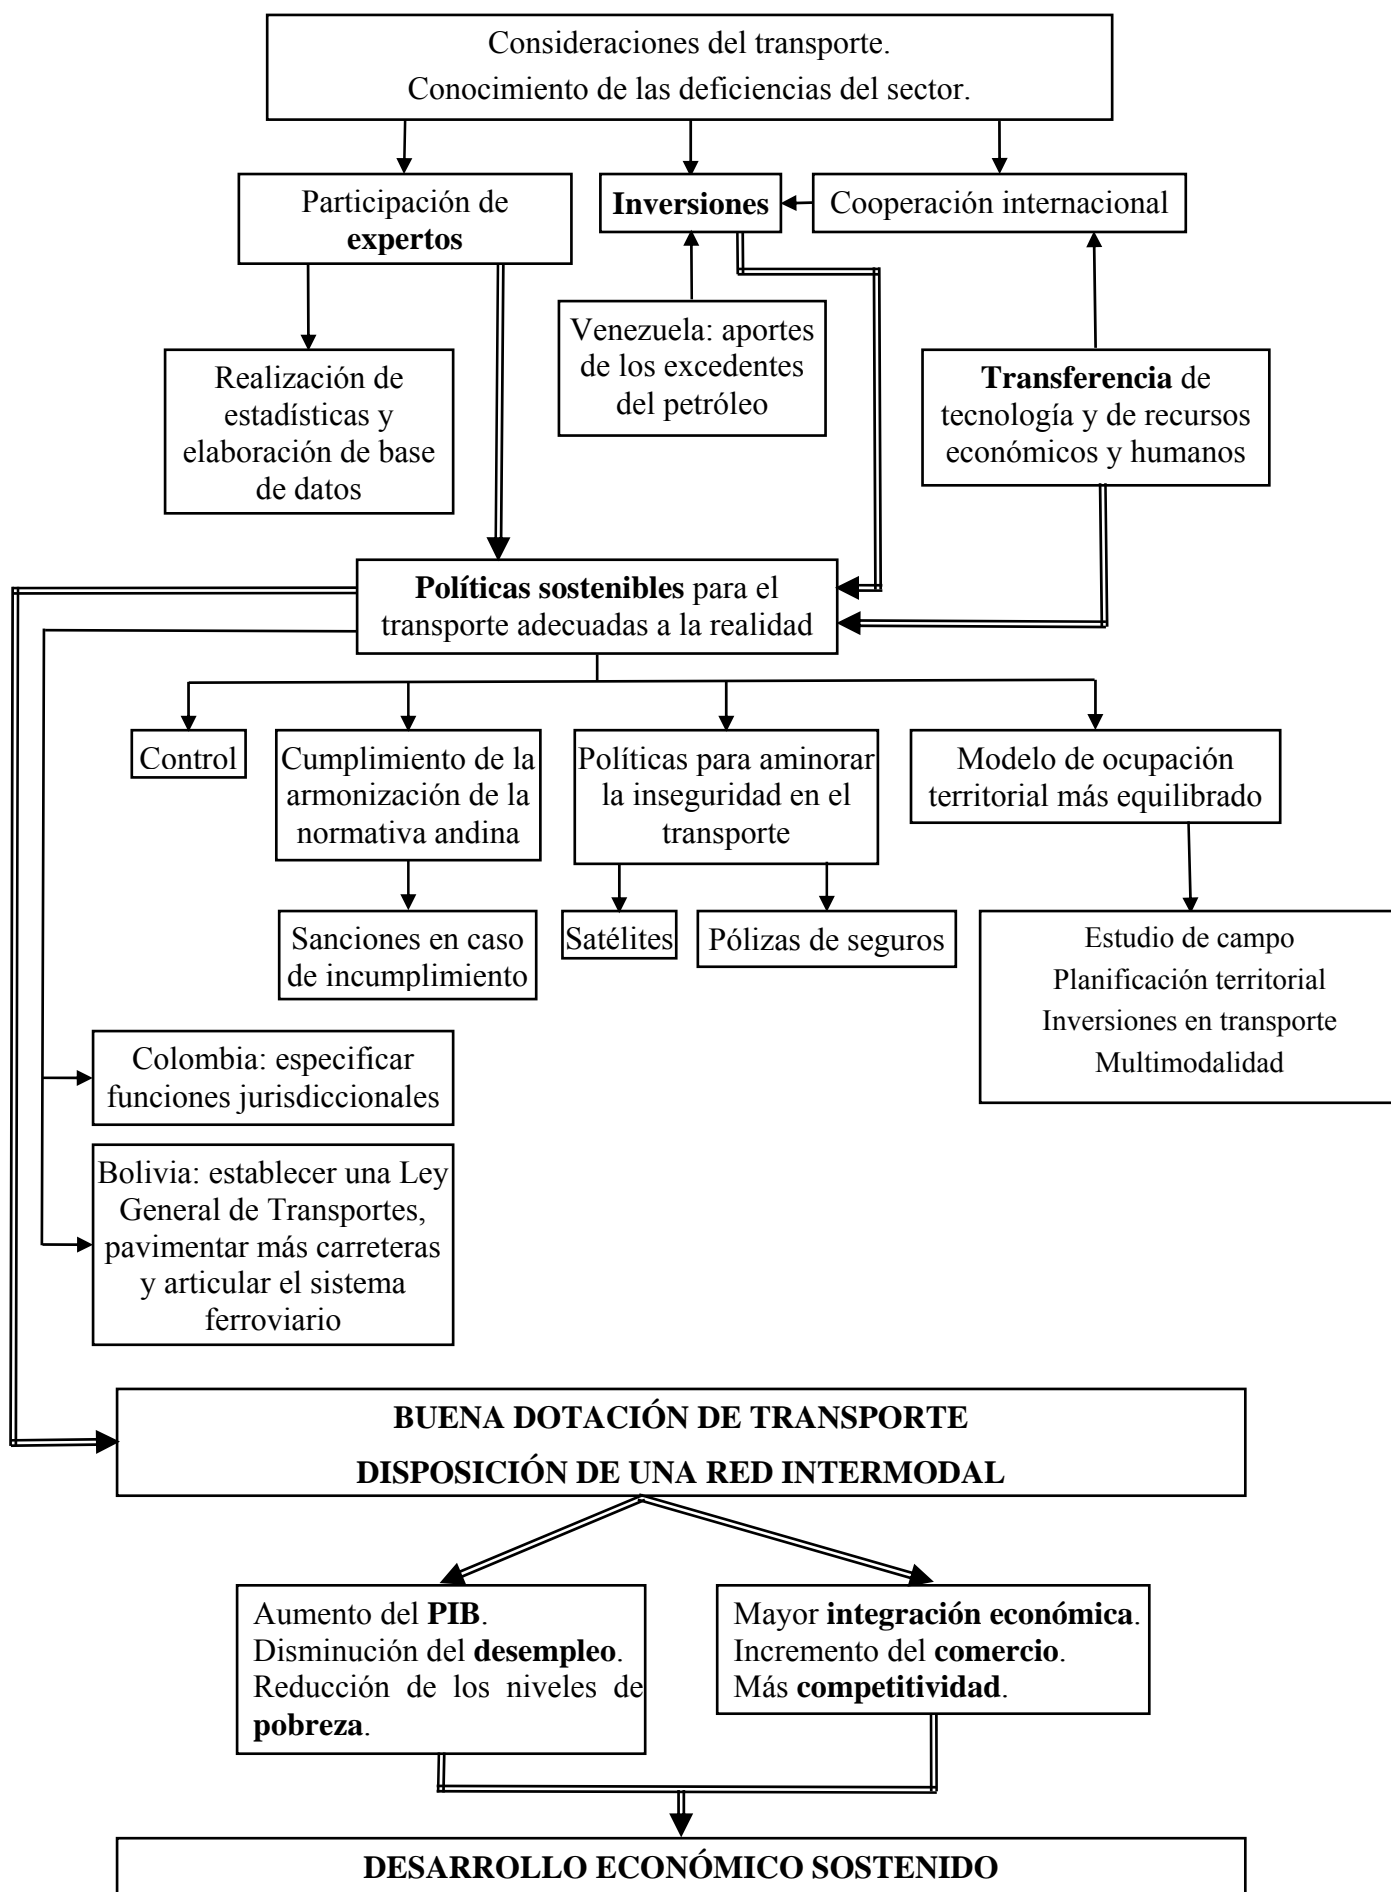 Consideraciones del transporte.
Conocimiento de las deficiencias del sector.
Participación de
expertos
Inversiones
Cooperación internacional
Realización de
estadísticas y
elaboración de base
de datos
Venezuela: aportes
de los excedentes
del petróleo
Transferencia de
tecnología y de recursos
económicos y humanos
Políticas sostenibles para el
transporte adecuadas a la realidad
Control
Cumplimiento de la
armonización de la
normativa andina
Políticas para aminorar
la inseguridad en el
transporte
Modelo de ocupación
territorial más equilibrado
Sanciones en caso
de incumplimiento
Satélites
Pólizas de seguros
Estudio de campo
Planificación territorial
Inversiones en transporte
Multimodalidad
Colombia: especificar
funciones jurisdiccionales
Bolivia: establecer una Ley
General de Transportes,
pavimentar más carreteras
y articular el sistema
ferroviario
BUENA DOTACIÓN DE TRANSPORTE
DISPOSICIÓN DE UNA RED INTERMODAL
Aumento del PIB.
Disminución del desempleo.
Reducción de los niveles de
pobreza.
Mayor integración económica.
Incremento del comercio.
Más competitividad.
DESARROLLO ECONÓMICO SOSTENIDO